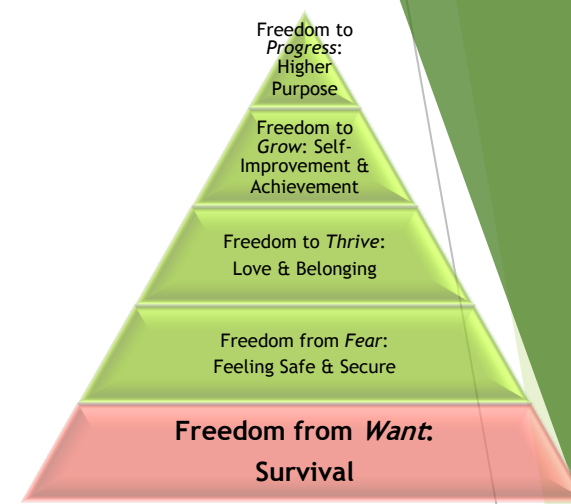 Freedom to
Progress:
Higher
Purpose
Freedom to
Grow: Self-
Improvement &
Achievement
Freedom to Thrive:
Love & Belonging
Freedom from Fear:
Feeling Safe & Secure
Freedom from Want:
Survival